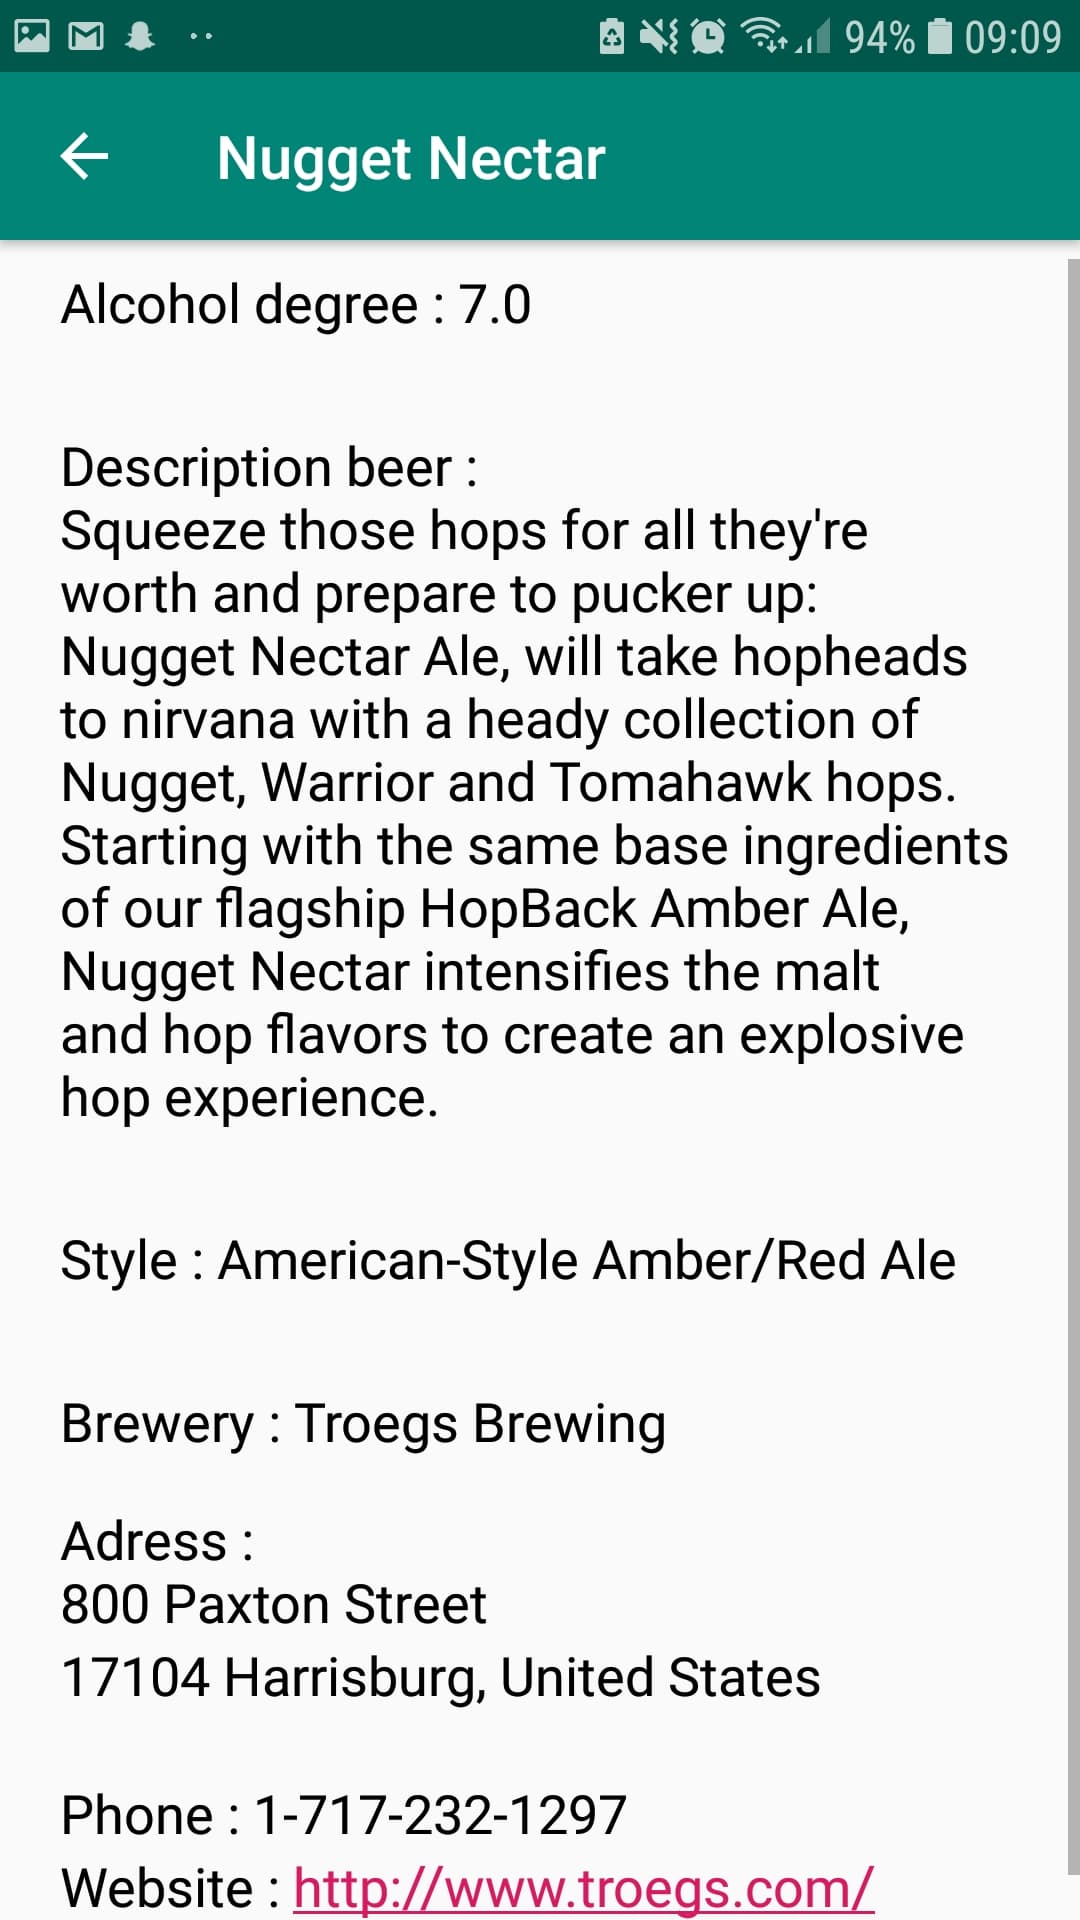 94% 09:09
Nugget Nectar
Alcohol degree : 7.0
Description beer :
Squeeze those hops for all they're
worth and prepare to pucker up:
Nugget Nectar Ale, will take hopheads
to nirvana with a heady collection of
Nugget, Warrior and Tomahawk hops.
Starting with the same base ingredients
of our flagship HopBack Amber Ale,
Nugget Nectar intensifies the malt
and hop flavors to create an explosive
hop experience.
Style : American-Style Amber/Red Ale
Brewery : Troegs Brewing
Adress :
800 Paxton Street
17104 Harrisburg, United States
Phone : 1-717-232-1297
Website : http://www.troegs.com/